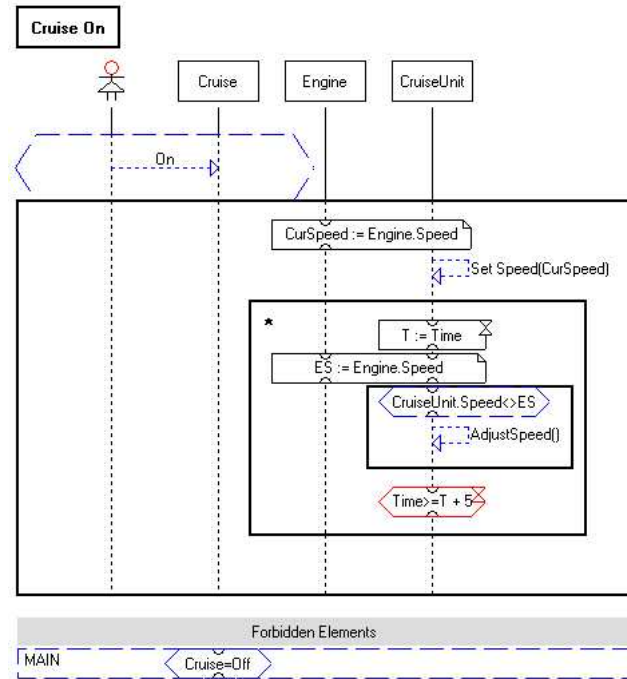 Cruise On
Cruise
Engine
CruiseUnit
On
CurSpeed := Engine.Speed
Set Speed(CurSpeed)
*
T := Time
ES := Engine.Speed
CruiseUnit.Speed<>ES
AdjustSpeed()
Time>=T + 5
Forbidden Elements
MAIN
Cruise=Off